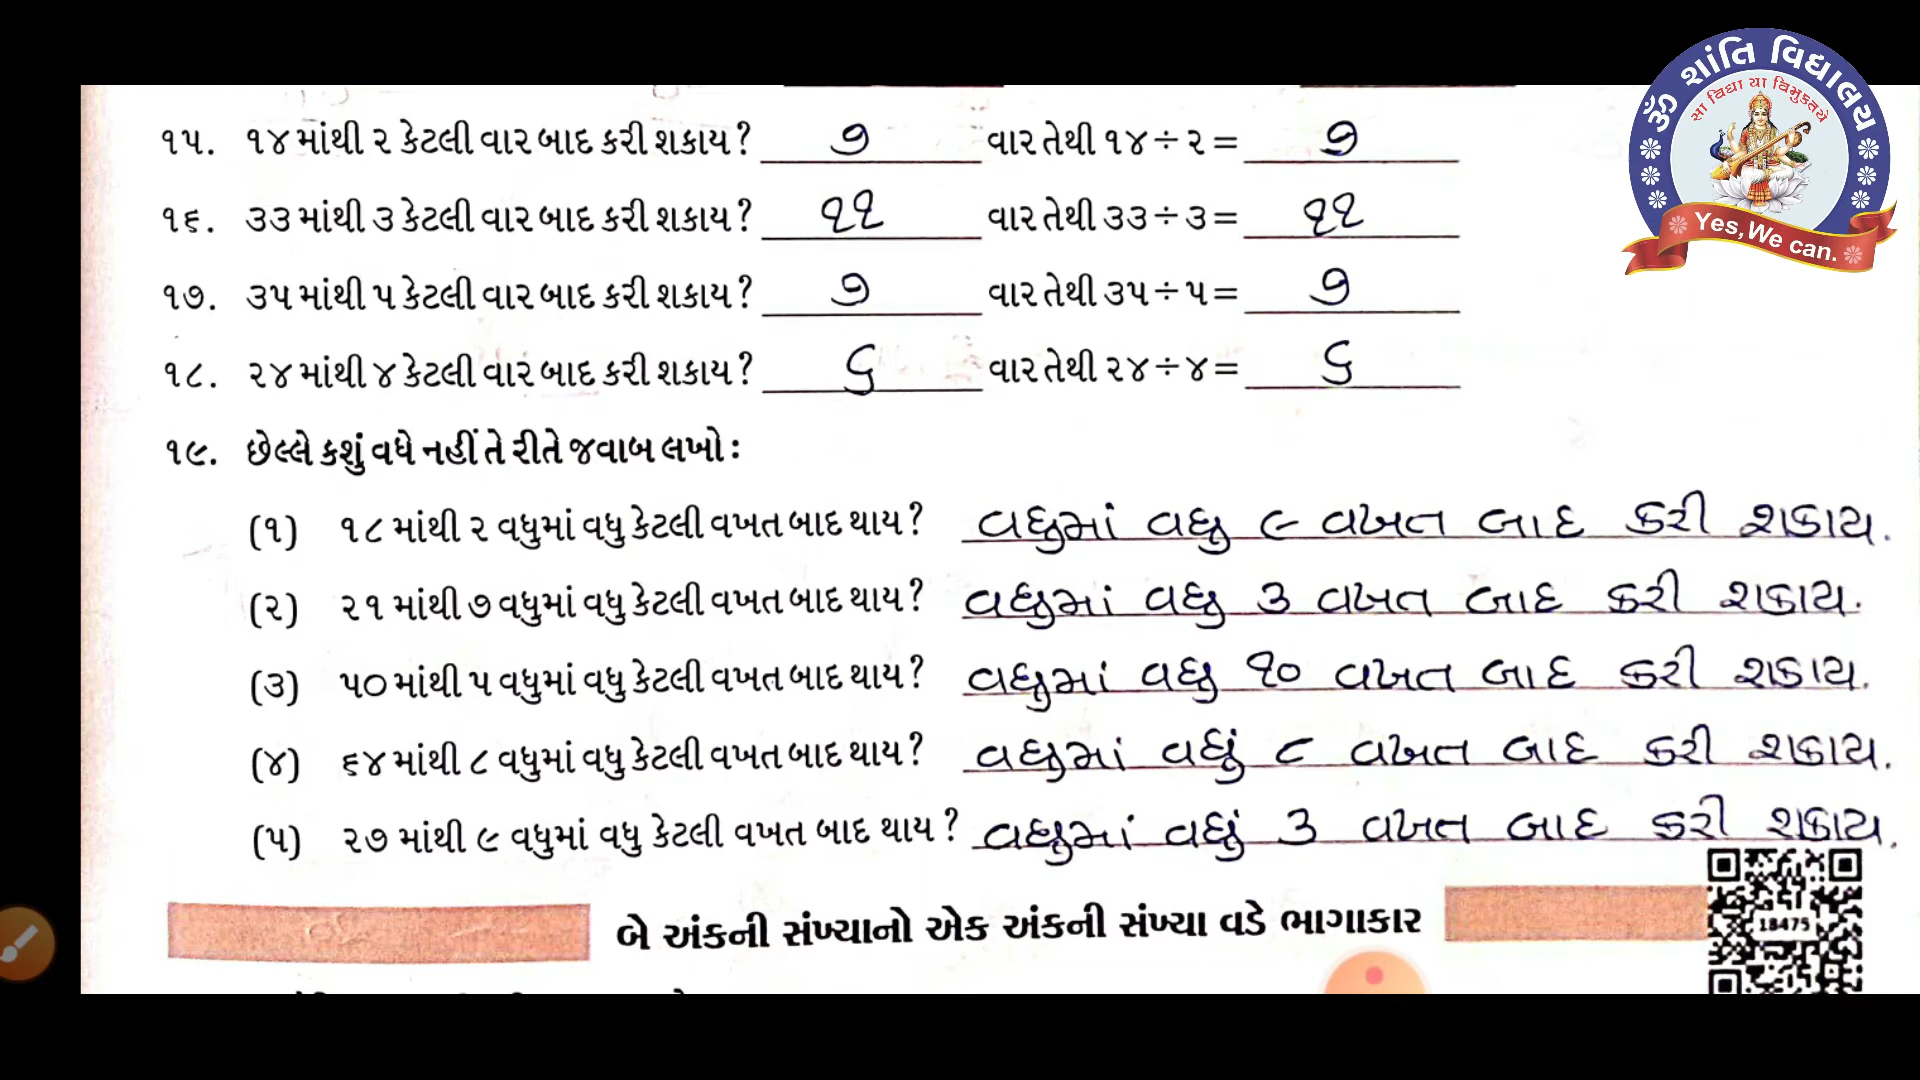 ૐ શાંતિ વિદ્યાલય
સા વિદ્યા યા વિમુક્તયે
Yes, We can.
૧૫. ૧૪ માંથી ૨ કેટલી વાર બાદ કરી શકાય? ૭ વાર તેથી ૧૪ ÷ ૨ = ૭
૧૬. ૩૩ માંથી ૩ કેટલી વાર બાદ કરી શકાય? ૧૧ વાર તેથી ૩૩ ÷ ૩ = ૧૧
૧૭. ૩૫ માંથી ૫ કેટલી વાર બાદ કરી શકાય? ૭ વાર તેથી ૩૫ ÷ ૫ = ૭
૧૮. ૨૪ માંથી ૪ કેટલી વાર બાદ કરી શકાય? ૬ વાર તેથી ૨૪ ÷ ૪ = ૬
૧૯. છેલ્લે કશું વધે નહીં તે રીતે જવાબ લખો :
(૧) ૧૮ માંથી ૨ વધુમાં વધુ કેટલી વખત બાદ થાય? વધુમાં વધુ ૯ વખત બાદ કરી શકાય.
(૨) ૨૧ માંથી ૭ વધુમાં વધુ કેટલી વખત બાદ થાય? વધુમાં વધુ ૩ વખત બાદ કરી શકાય.
(૩) ૫૦ માંથી ૫ વધુમાં વધુ કેટલી વખત બાદ થાય? વધુમાં વધુ ૧૦ વખત બાદ કરી શકાય.
(૪) ૬૪ માંથી ૮ વધુમાં વધુ કેટલી વખત બાદ થાય? વધુમાં વધું ૮ વખત બાદ કરી શકાય.
(૫) ૨૭ માંથી ૯ વધુમાં વધુ કેટલી વખત બાદ થાય? વધુમાં વધું ૩ વખત બાદ કરી શકાય.
બે અંકની સંખ્યાનો એક અંકની સંખ્યા વડે ભાગાકાર
18475